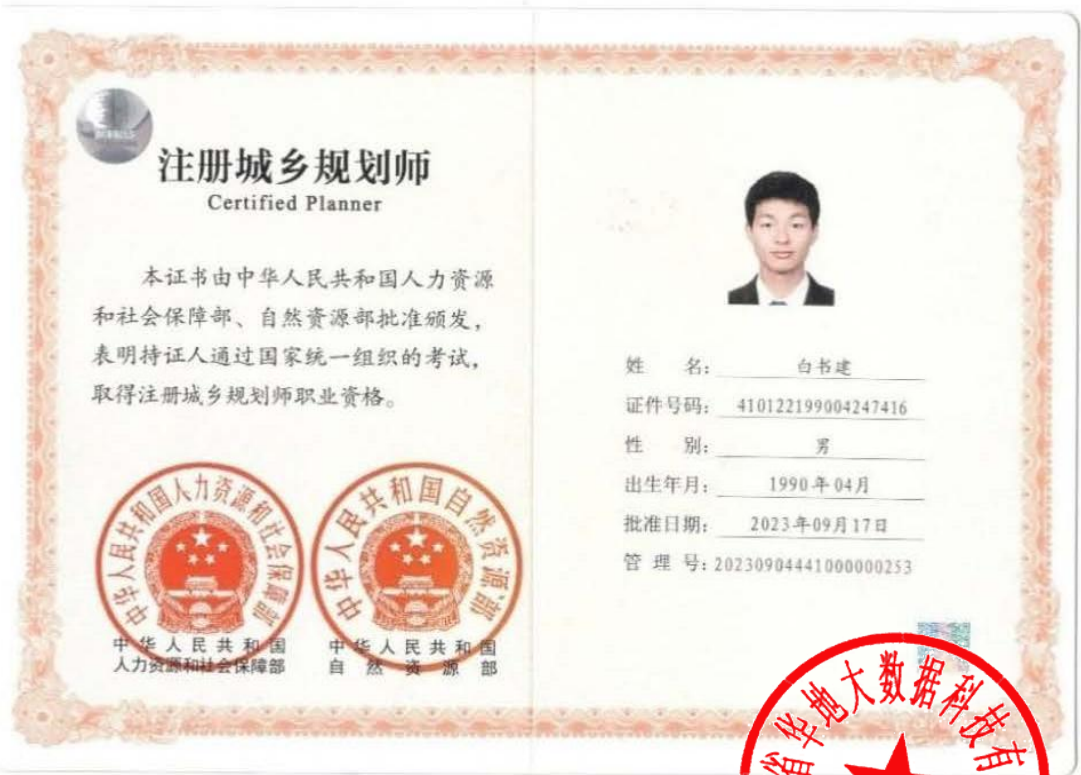 注册城乡规划师
Certified Planner
本证书由中华人民共和国人力资源
和社会保障部、自然资源部批准颁发，
表明持证人通过国家统一组织的考试，
取得注册城乡规划师职业资格。
中华人民共和国人力资源和社会保障部
中华人民共和国自然资源部
中华人民共和国
人力资源和社会保障部
中华人民共和国
自然资源部
姓 名： 白书建
证件号码： 410122199004247416
性 别： 男
出生年月： 1990年04月
批准日期： 2023年09月17日
管 理 号：20230904441000000253
省华地大数据科技有